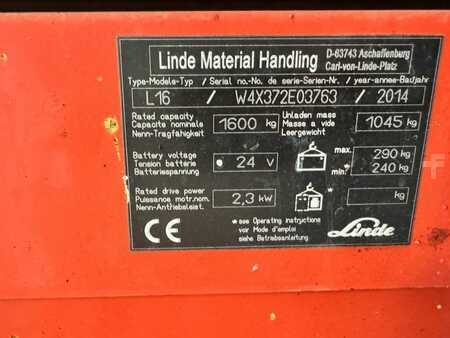 Linde Material Handling
D-63743 Aschaffenburg
Carl-von-Linde-Platz
Type-Modele-Typ / Serial no.-No. de serie-Serien-Nr. / year-annee-Baujahr
L16 / W4X372E03763 / 2014
Rated capacity
Capacite nominale
Nenn-Tragfähigkeit
1600 kg
Unladen mass
Masse a vide
Leergewicht
1045 kg
Battery voltage
Tension batterie
Batteriespannung
24 V
max. 290 kg
min.* 240 kg
Rated drive power
Puissance motr.nom.
Nenn-Antriebsleist.
2,3 kW
kg
* see Operating instructions
voir Mode d'emploi
siehe Betriebsanleitung
CE
Linde